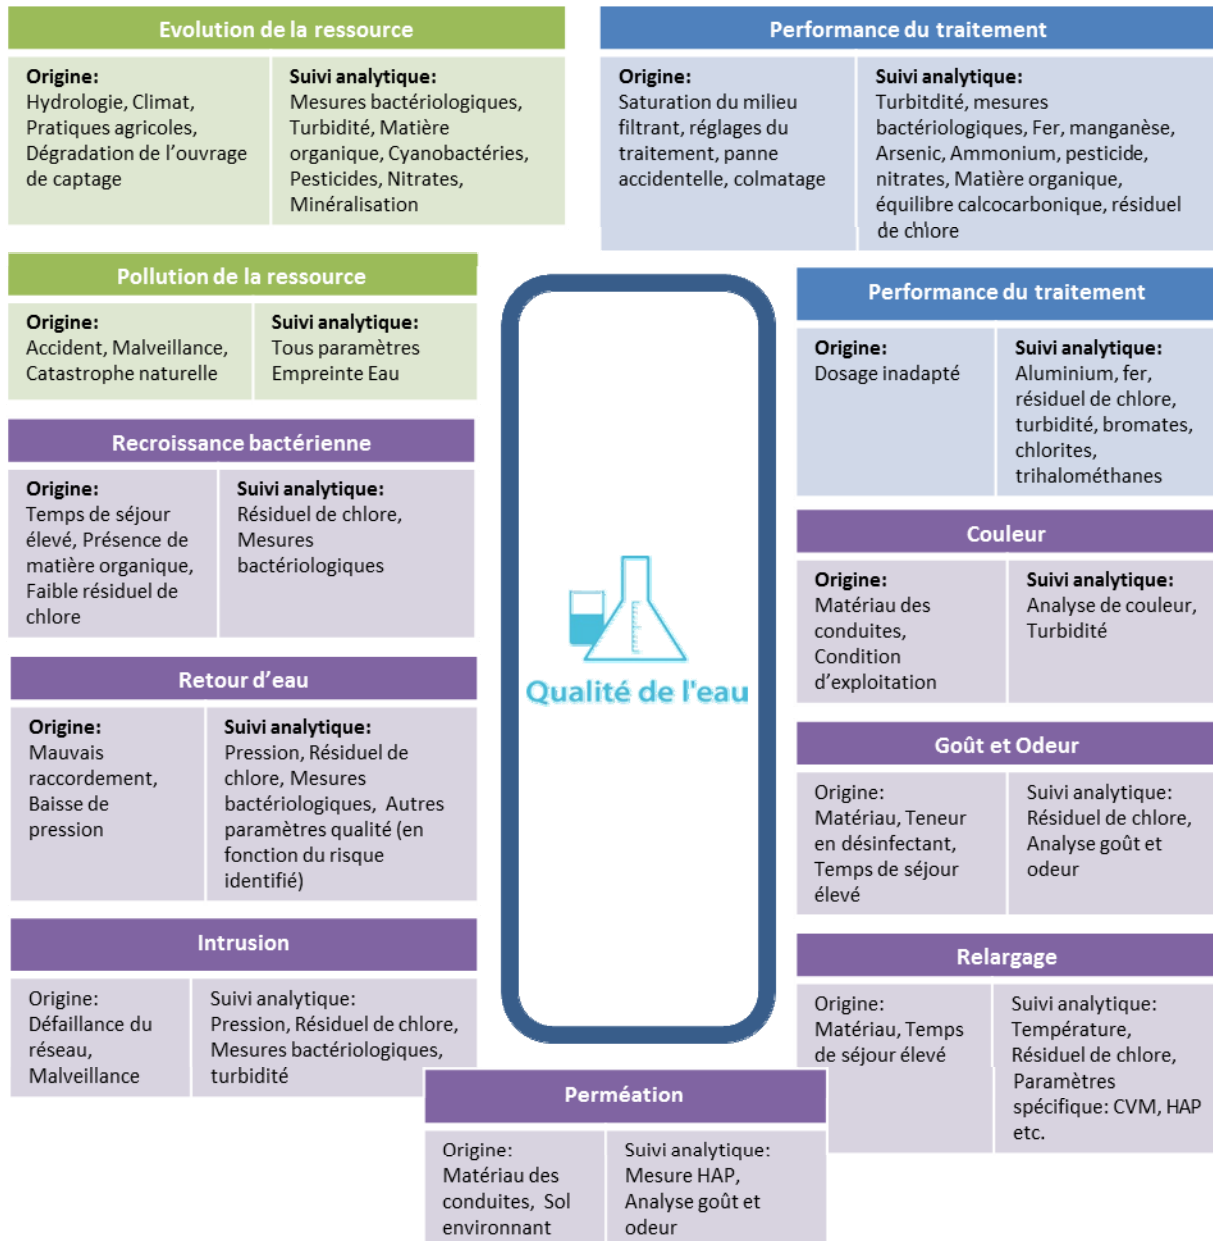 Evolution de la ressource
Origine:
Hydrologie, Climat,
Pratiques agricoles,
Dégradation de l'ouvrage
de captage
Suivi analytique:
Mesures bactériologiques,
Turbidité, Matière
organique, Cyanobactéries,
Pesticides, Nitrates,
Minéralisation
Performance du traitement
Origine:
Saturation du milieu
filtrant, réglages du
traitement, panne
accidentelle, colmatage
Suivi analytique:
Turbitdité, mesures
bactériologiques, Fer, manganèse,
Arsenic, Ammonium, pesticide,
nitrates, Matière organique,
équilibre calcocarbonique, résiduel
de chlore
Pollution de la ressource
Origine:
Accident, Malveillance,
Catastrophe naturelle
Suivi analytique:
Tous paramètres
Empreinte Eau
Performance du traitement
Origine:
Dosage inadapté
Suivi analytique:
Aluminium, fer,
résiduel de chlore,
turbidité, bromates,
chlorites,
trihalométhanes
Recroissance bactérienne
Origine:
Temps de séjour
élevé, Présence de
matière organique,
Faible résiduel de
chlore
Suivi analytique:
Résiduel de chlore,
Mesures
bactériologiques
Couleur
Origine:
Matériau des
conduites,
Condition
d'exploitation
Suivi analytique:
Analyse de couleur,
Turbidité
Qualité de l'eau
Retour d'eau
Origine:
Mauvais
raccordement,
Baisse de
pression
Suivi analytique:
Pression, Résiduel de
chlore, Mesures
bactériologiques, Autres
paramètres qualité (en
fonction du risque
identifié)
Goût et Odeur
Origine:
Matériau, Teneur
en désinfectant,
Temps de séjour
élevé
Suivi analytique:
Résiduel de chlore,
Analyse goût et
odeur
Intrusion
Origine:
Défaillance du
réseau,
Malveillance
Suivi analytique:
Pression, Résiduel de chlore,
Mesures bactériologiques,
turbidité
Relargage
Origine:
Matériau, Temps
de séjour élevé
Suivi analytique:
Température,
Résiduel de chlore,
Paramètres
spécifique: CVM, HAP
etc.
Perméation
Origine:
Matériau des
conduites, Sol
environnant
Suivi analytique:
Mesure HAP,
Analyse goût et
odeur